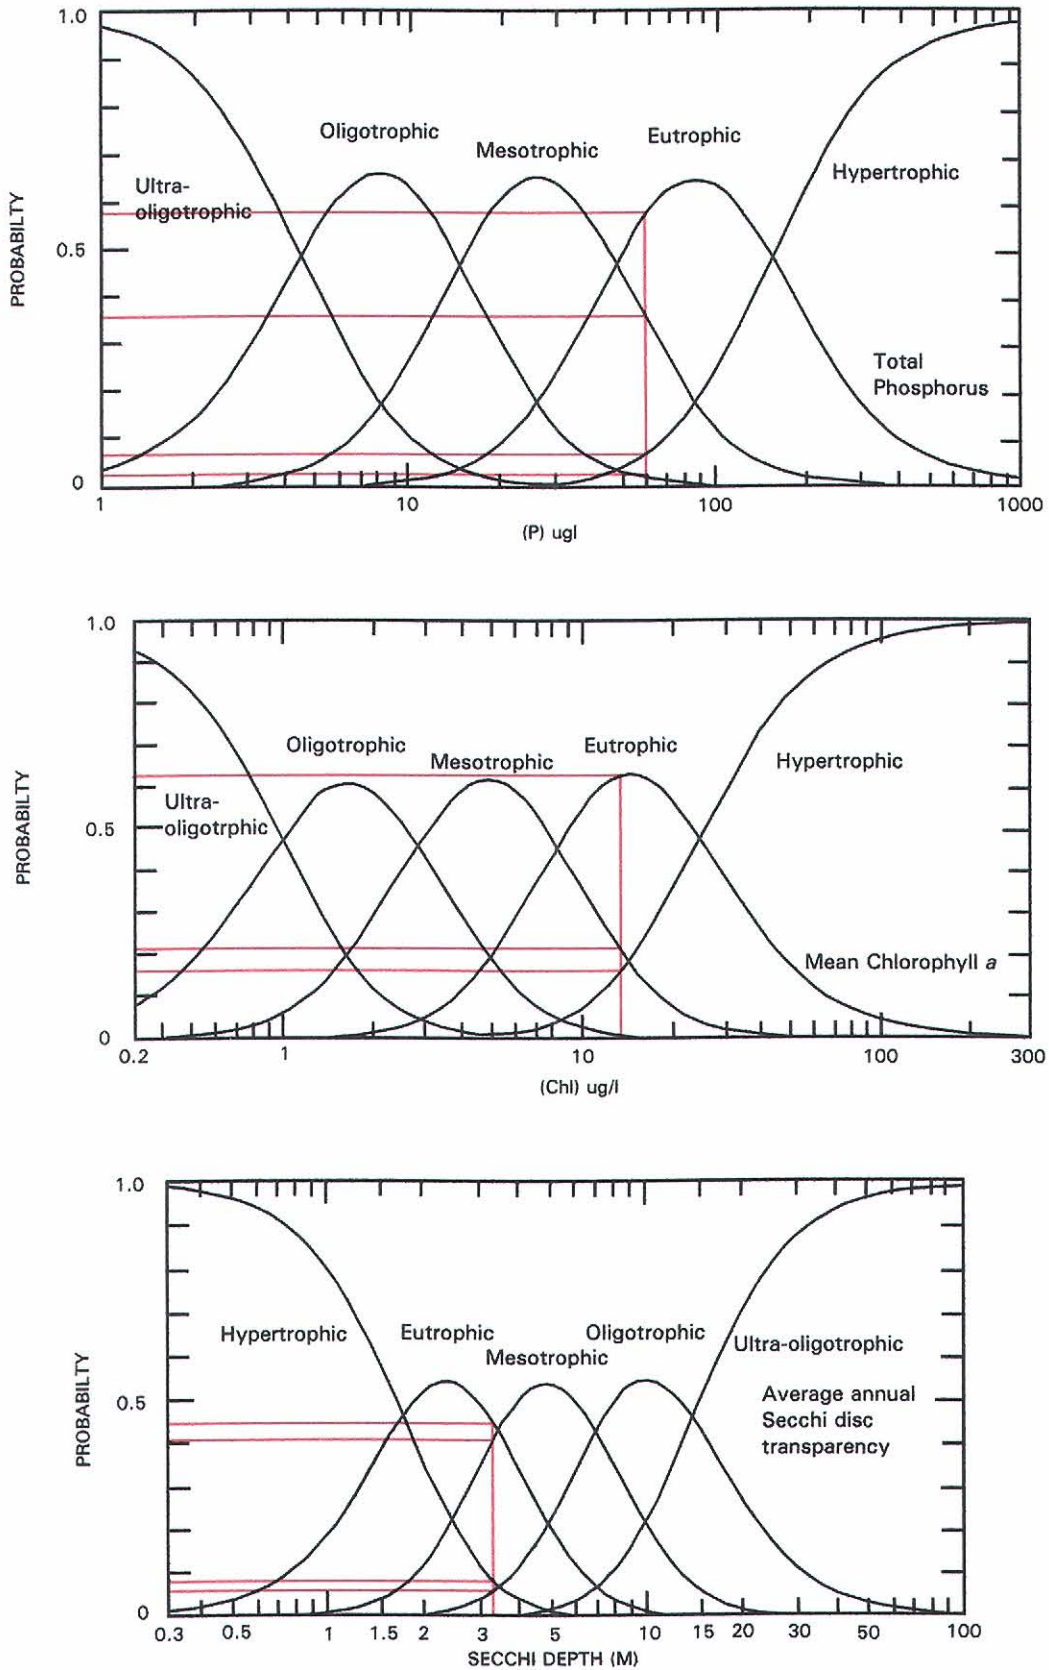 1.0
Oligotrophic
Mesotrophic
Eutrophic
Hypertrophic
Ultra-
oligotrophic
PROBABILTY
0.5
Total
Phosphorus
0
1
10
100
1000
(P) ugl
1.0
Oligotrophic
Mesotrophic
Eutrophic
Hypertrophic
Ultra-
oligotrphic
PROBABILTY
0.5
Mean Chlorophyll a
0
0.2
1
10
100
300
(Chl) ug/l
1.0
Hypertrophic
Eutrophic
Mesotrophic
Oligotrophic
Ultra-oligotrophic
PROBABILTY
0.5
Average annual
Secchi disc
transparency
0
0.3
0.5
1
1.5
2
3
5
10
15
20
30
50
100
SECCHI DEPTH (M)